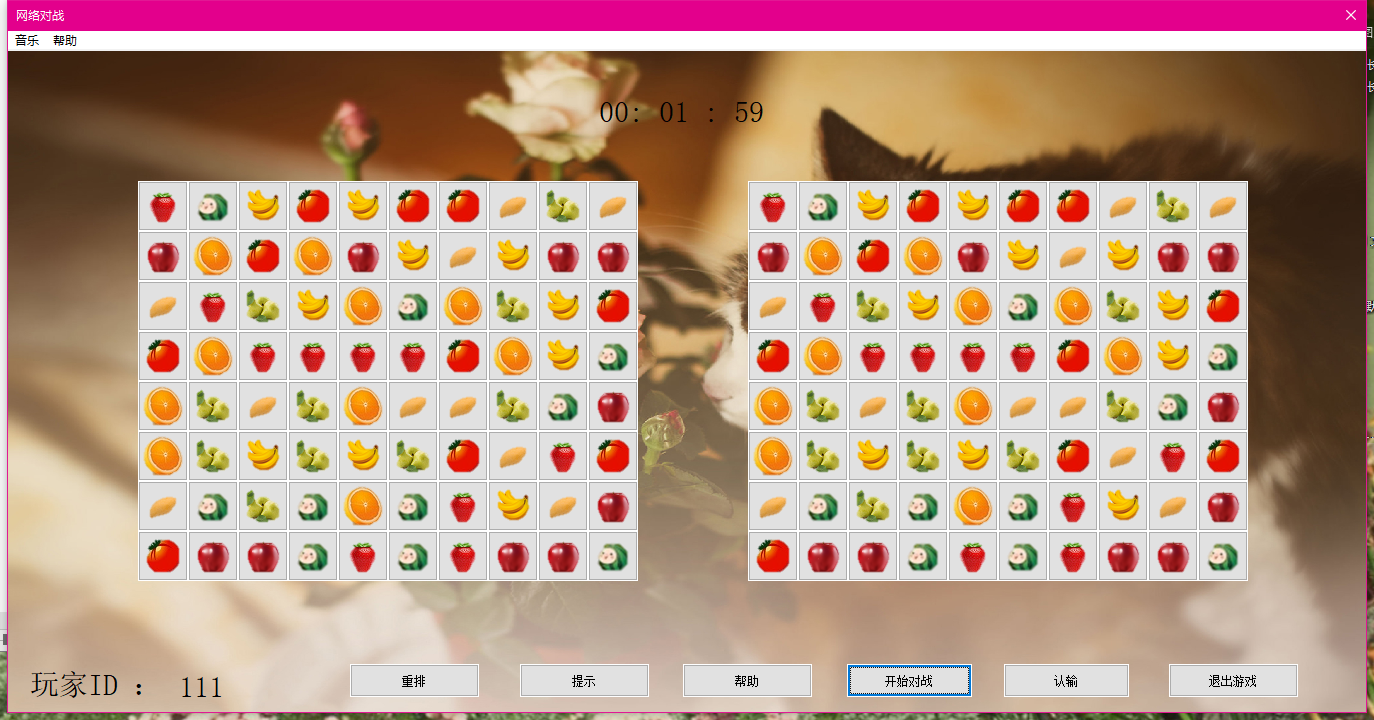 网络对战
音乐 帮助
00: 01 : 59
玩家ID : 111
重排 提示 帮助 开始对战 认输 退出游戏